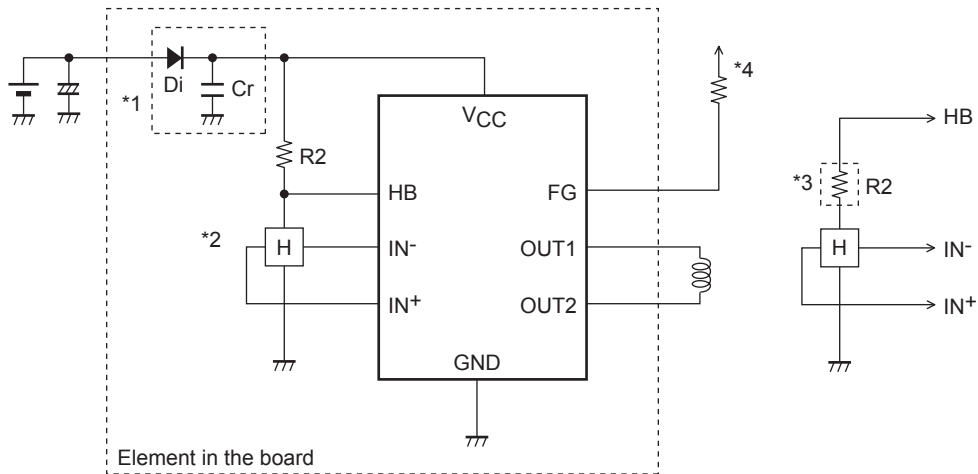 *1
Di
Cr
*4
VCC
R2
HB
FG
*2
H
IN-
OUT1
IN+
OUT2
GND
Element in the board
HB
*3
R2
H
IN-
IN+